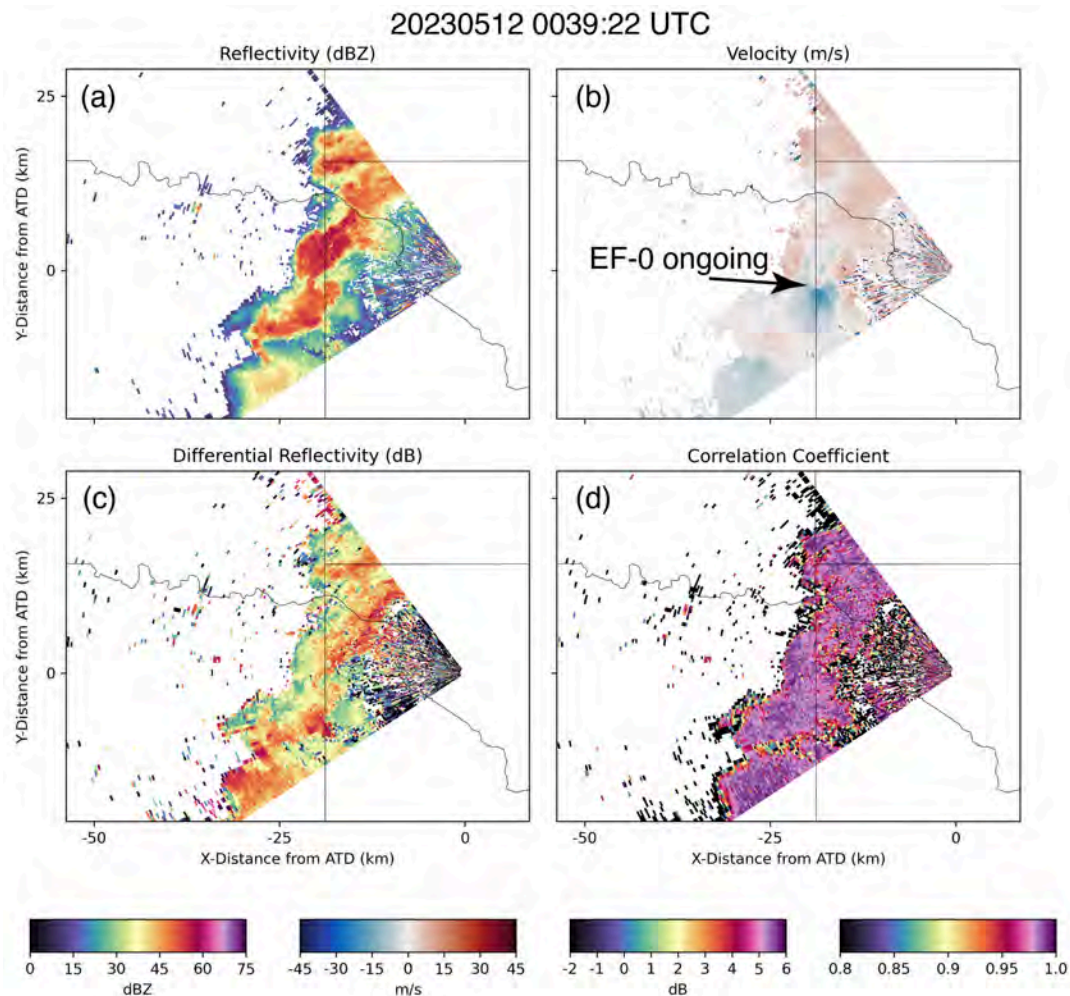 20230512 0039:22 UTC
Reflectivity (dBZ)
Velocity (m/s)
(a)
(b)
25
0
Y-Distance from ATD (km)
EF-0 ongoing
Differential Reflectivity (dB)
Correlation Coefficient
(c)
(d)
25
0
Y-Distance from ATD (km)
-50 -25 0
-50 -25 0
X-Distance from ATD (km)
X-Distance from ATD (km)
0 15 30 45 60 75
dBZ
-45 -30 -15 0 15 30 45
m/s
-2 -1 0 1 2 3 4 5 6
dB
0.8 0.85 0.9 0.95 1.0